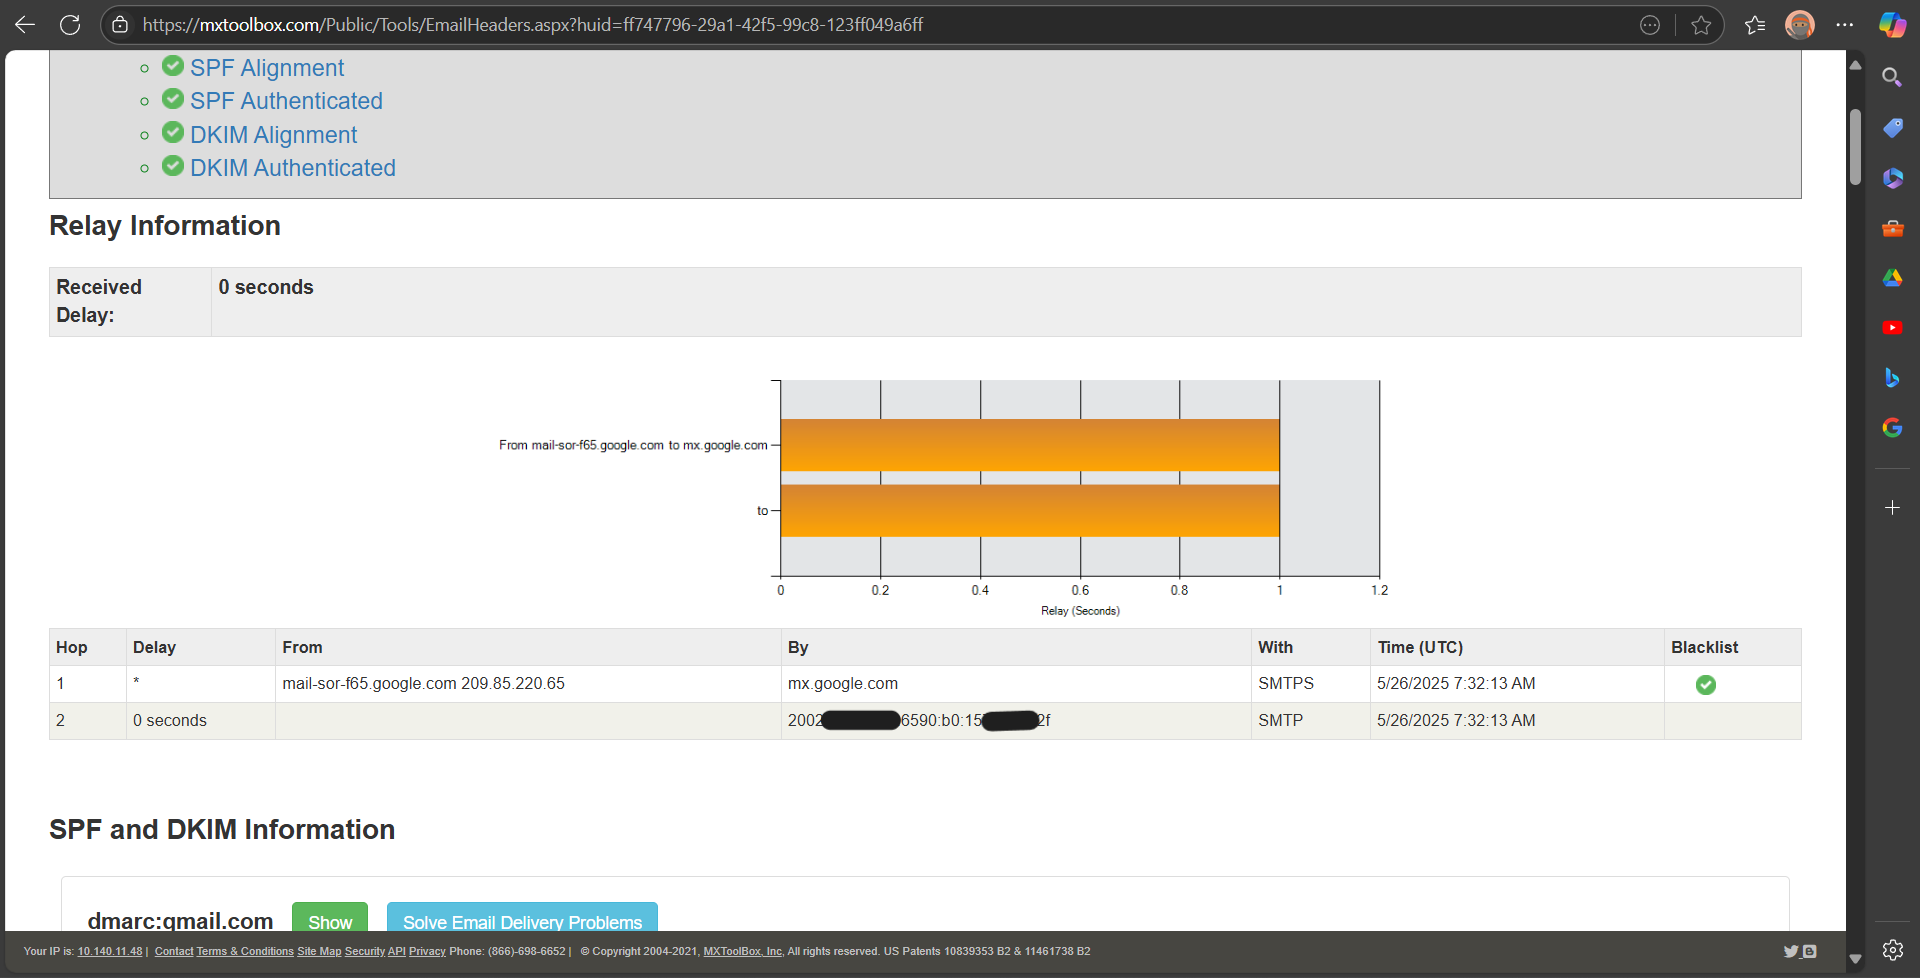 https://mxtoolbox.com/Public/Tools/EmailHeaders.aspx?huid=ff747796-29a1-42f5-99c8-123ff049a6ff
SPF Alignment
SPF Authenticated
DKIM Alignment
DKIM Authenticated
Relay Information
Received Delay: 0 seconds
From mail-sor-f65.google.com to mx.google.com
to
0 0.2 0.4 0.6 0.8 1 1.2
Relay (Seconds)
Hop Delay From By With Time (UTC) Blacklist
1 * mail-sor-f65.google.com 209.85.220.65 mx.google.com SMTPS 5/26/2025 7:32:13 AM
2 0 seconds 2002 6590:b0:15 2f SMTP 5/26/2025 7:32:13 AM
SPF and DKIM Information
dmarc:gmail.com Show Solve Email Delivery Problems
Your IP is: 10.140.11.48 | Contact Terms & Conditions Site Map Security API Privacy Phone: (866)-698-6652 | © Copyright 2004-2021, MXToolBox, Inc, All rights reserved. US Patents 10839353 B2 & 11461738 B2